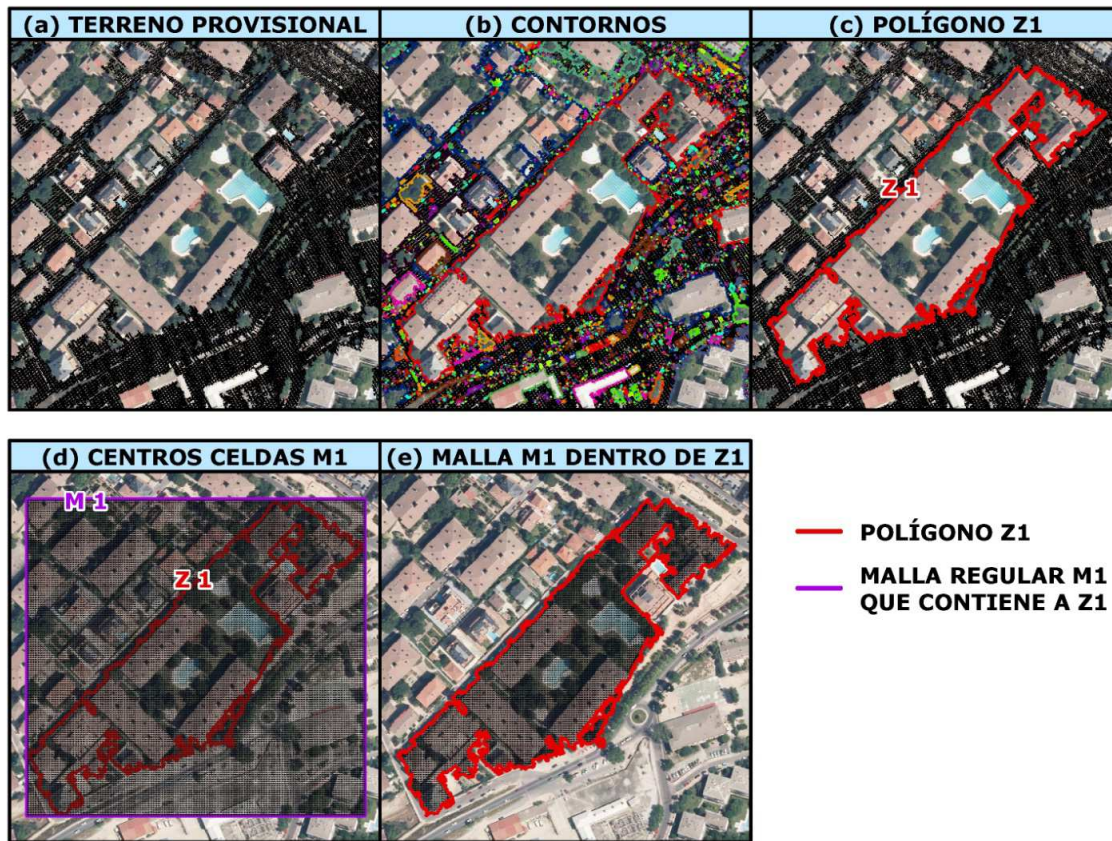 (a) TERRENO PROVISIONAL
(b) CONTORNOS
(c) POLÍGONO Z1
Z 1
(d) CENTROS CELDAS M1
(e) MALLA M1 DENTRO DE Z1
M 1
Z 1
POLÍGONO Z1
MALLA REGULAR M1
QUE CONTIENE A Z1